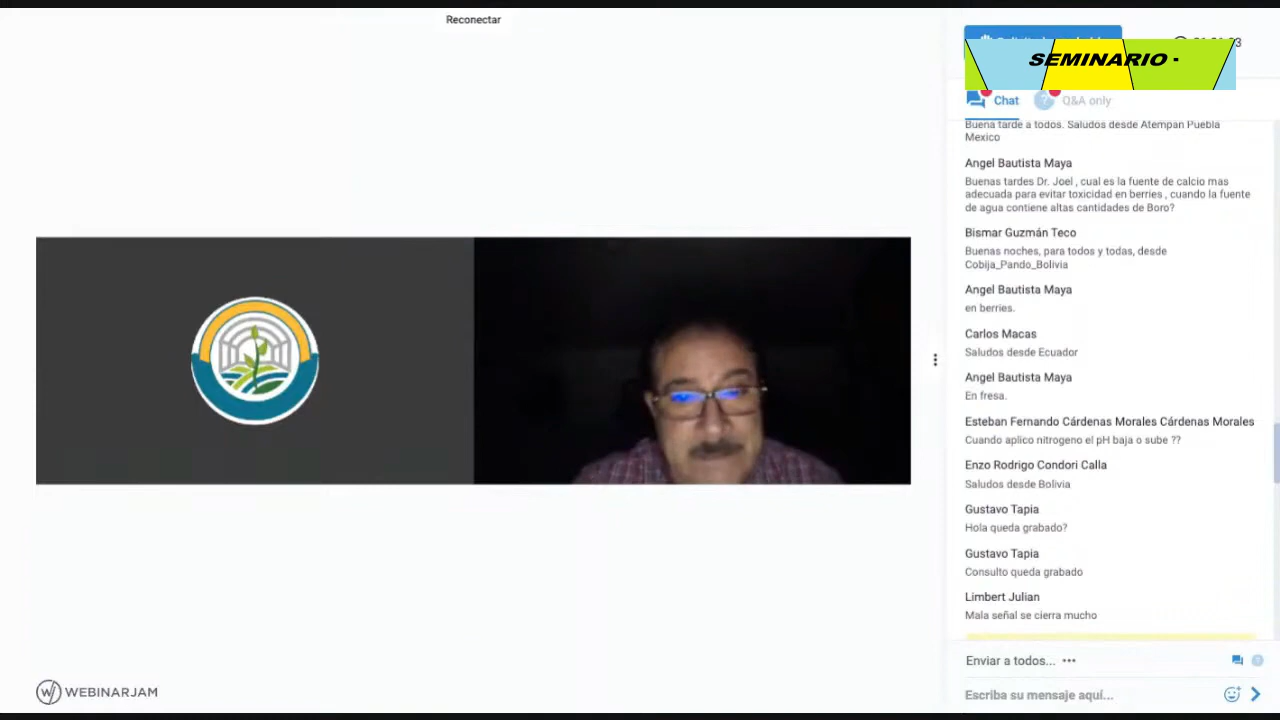 Reconectar
SEMINARIO -
Chat
Q&A only
Buena tarde a todos. Saludos desde Atempan Puebla
Mexico
Angel Bautista Maya
Buenas tardes Dr. Joel , cual es la fuente de calcio mas
adecuada para evitar toxicidad en berries , cuando la fuente
de agua contiene altas cantidades de Boro?
Bismar Guzmán Teco
Buenas noches, para todos y todas, desde
Cobija_Pando_Bolivia
Angel Bautista Maya
en berries.
Carlos Macas
Saludos desde Ecuador
Angel Bautista Maya
En fresa.
Esteban Fernando Cárdenas Morales Cárdenas Morales
Cuando aplico nitrogeno el pH baja o sube ??
Enzo Rodrigo Condori Calla
Saludos desde Bolivia
Gustavo Tapia
Hola queda grabado?
Gustavo Tapia
Consulto queda grabado
Limbert Julian
Mala señal se cierra mucho
Enviar a todos... •••
Escriba su mensaje aquí...
WEBINARJAM